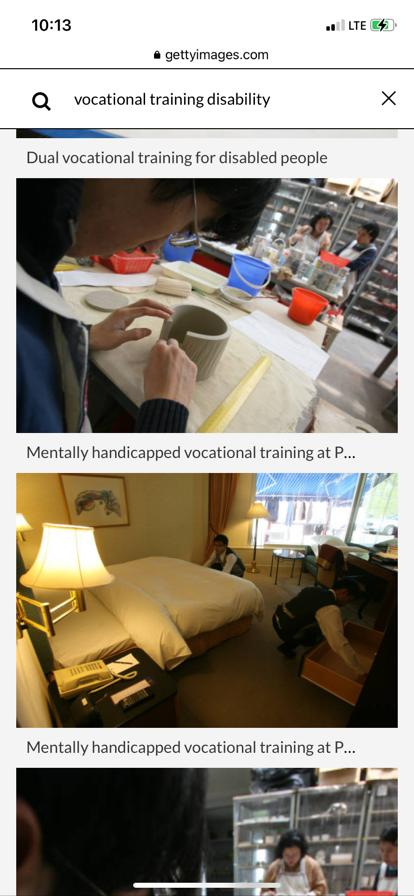 10:13
LTE
gettyimages.com
vocational training disability
Dual vocational training for disabled people
Mentally handicapped vocational training at P...
Mentally handicapped vocational training at P...